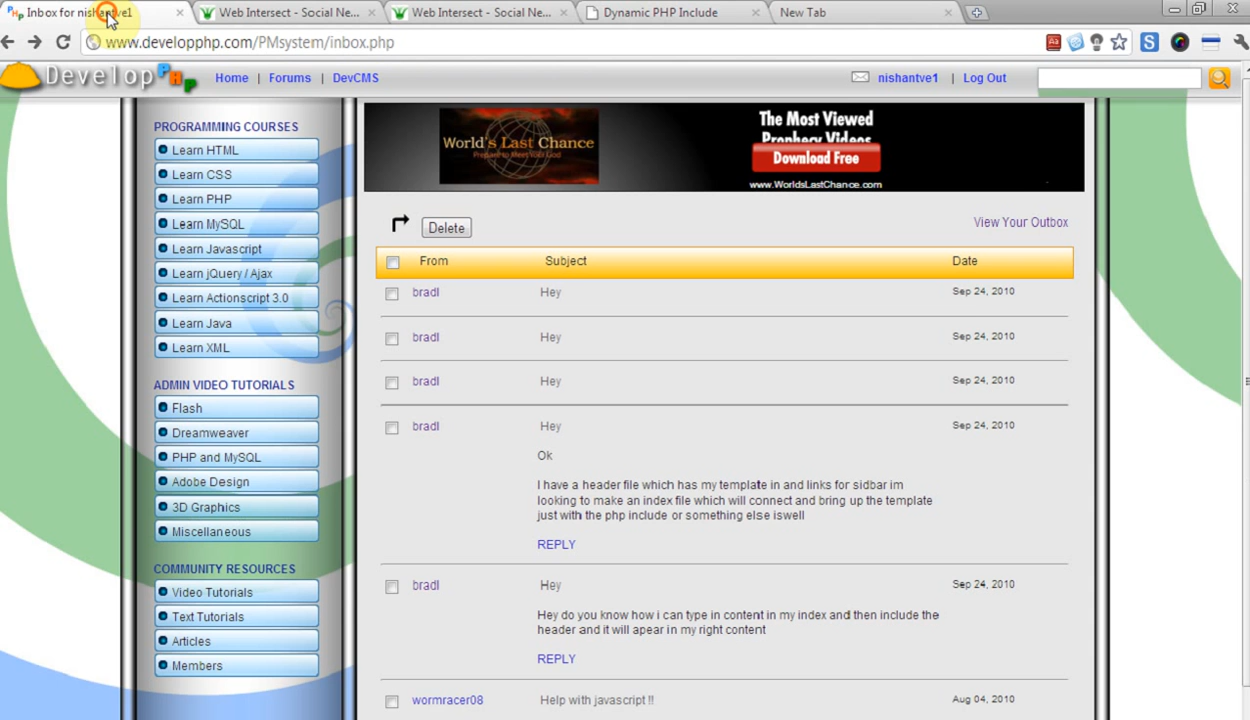 Inbox for nishantve1
Web Intersect - Social Ne...
Web Intersect - Social Ne...
Dynamic PHP Include
New Tab
www.developphp.com/PMsystem/inbox.php
Develop PHP
Home | Forums | DevCMS
nishantve1 | Log Out
PROGRAMMING COURSES
Learn HTML
Learn CSS
Learn PHP
Learn MySQL
Learn Javascript
Learn jQuery / Ajax
Learn Actionscript 3.0
Learn Java
Learn XML
ADMIN VIDEO TUTORIALS
Flash
Dreamweaver
PHP and MySQL
Adobe Design
3D Graphics
Miscellaneous
COMMUNITY RESOURCES
Video Tutorials
Text Tutorials
Articles
Members
World's Last Chance
Prepare to Meet Your God
The Most Viewed
Prophecy Videos
Download Free
www.WorldsLastChance.com
Delete
View Your Outbox
From Subject Date
bradl Hey Sep 24, 2010
bradl Hey Sep 24, 2010
bradl Hey Sep 24, 2010
bradl Hey Sep 24, 2010
Ok
I have a header file which has my template in and links for sidbar im
looking to make an index file which will connect and bring up the template
just with the php include or something else iswell
REPLY
bradl Hey Sep 24, 2010
Hey do you know how i can type in content in my index and then include the
header and it will apear in my right content
REPLY
wormracer08 Help with javascript !! Aug 04, 2010